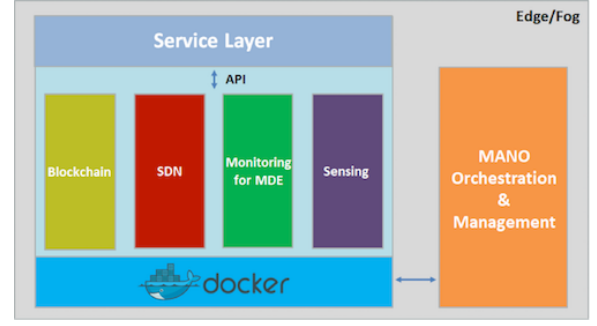 Edge/Fog
Service Layer
API
Blockchain
SDN
Monitoring
for MDE
Sensing
MANO
Orchestration
&
Management
docker